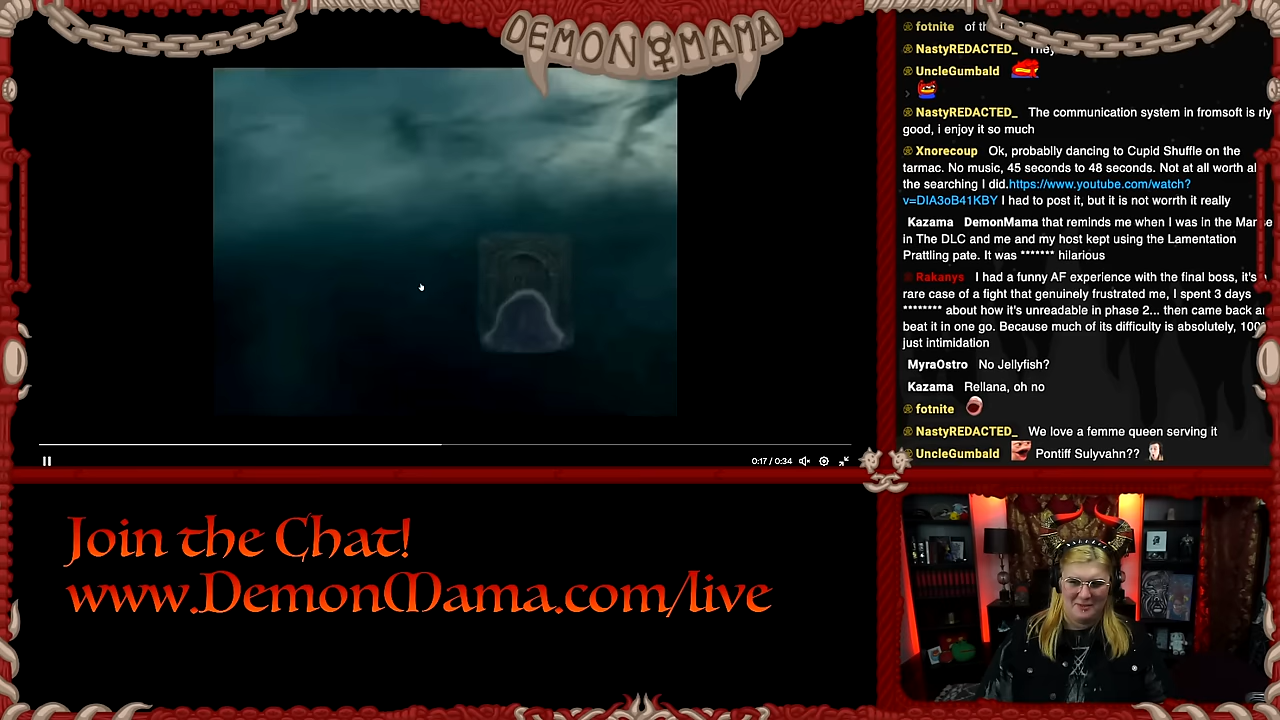 DEMON MAMA
fotnite of th
NastyREDACTED_ They
UncleGumbald
NastyREDACTED_ The communication system in fromsoft is rly
good, i enjoy it so much
Xnorecoup Ok, probablly dancing to Cupid Shuffle on the
tarmac. No music, 45 seconds to 48 seconds. Not at all worth al
the searching I did.https://www.youtube.com/watch?
v=DIA3oB41KBY I had to post it, but it is not worrth it really
Kazama DemonMama that reminds me when I was in the Manse
in The DLC and me and my host kept using the Lamentation
Prattling pate. It was ******* hilarious
Rakanys I had a funny AF experience with the final boss, it's
rare case of a fight that genuinely frustrated me, I spent 3 days
******** about how it's unreadable in phase 2... then came back an
beat it in one go. Because much of its difficulty is absolutely, 100
just intimidation
MyraOstro No Jellyfish?
Kazama Rellana, oh no
fotnite
NastyREDACTED_ We love a femme queen serving it
UncleGumbald Pontiff Sulyvahn??
0:17 / 0:34
Join the Chat!
www.DemonMama.com/live